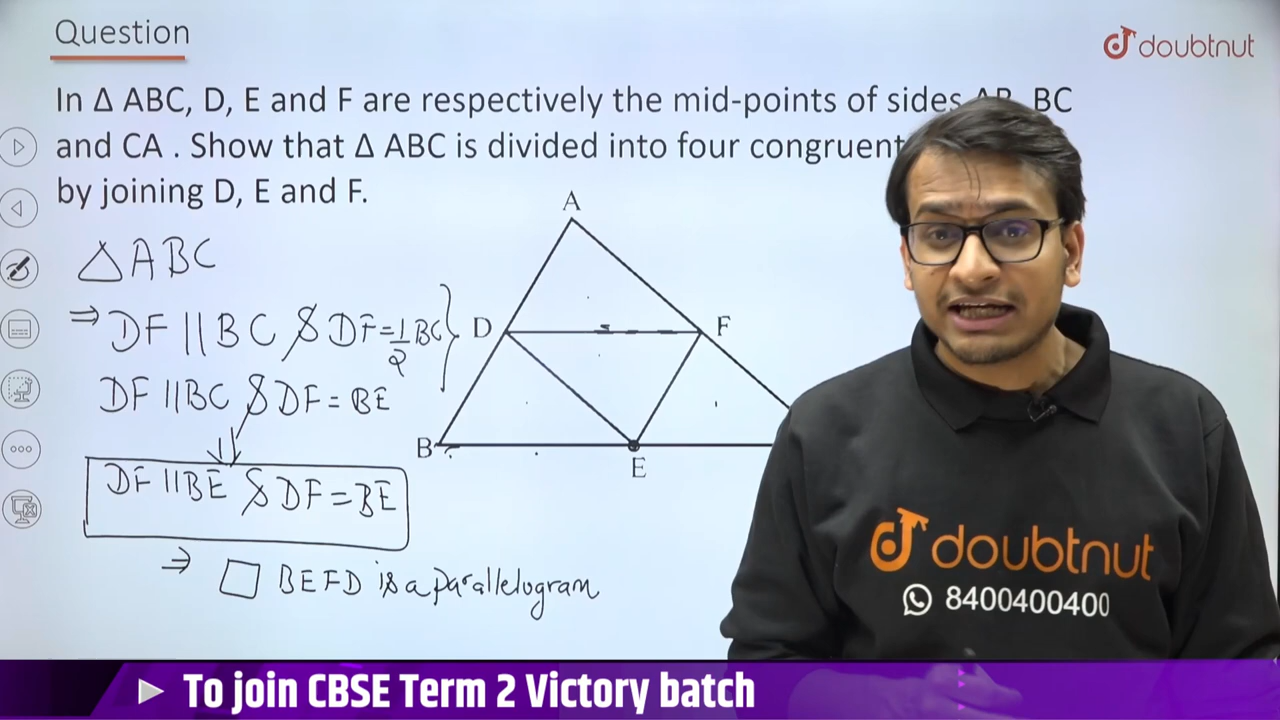 Question
doubtnut
In Δ ABC, D, E and F are respectively the mid-points of sides AB, BC
and CA . Show that Δ ABC is divided into four congruent
by joining D, E and F.
A
△ABC
⇒ DF || BC & DF = 1/2 BC }
D
F
DF || BC & DF = BE
B
E
DF || BE & DF = BE
⇒ □ BEFD is a parallelogram
doubtnut
8400400400
To join CBSE Term 2 Victory batch